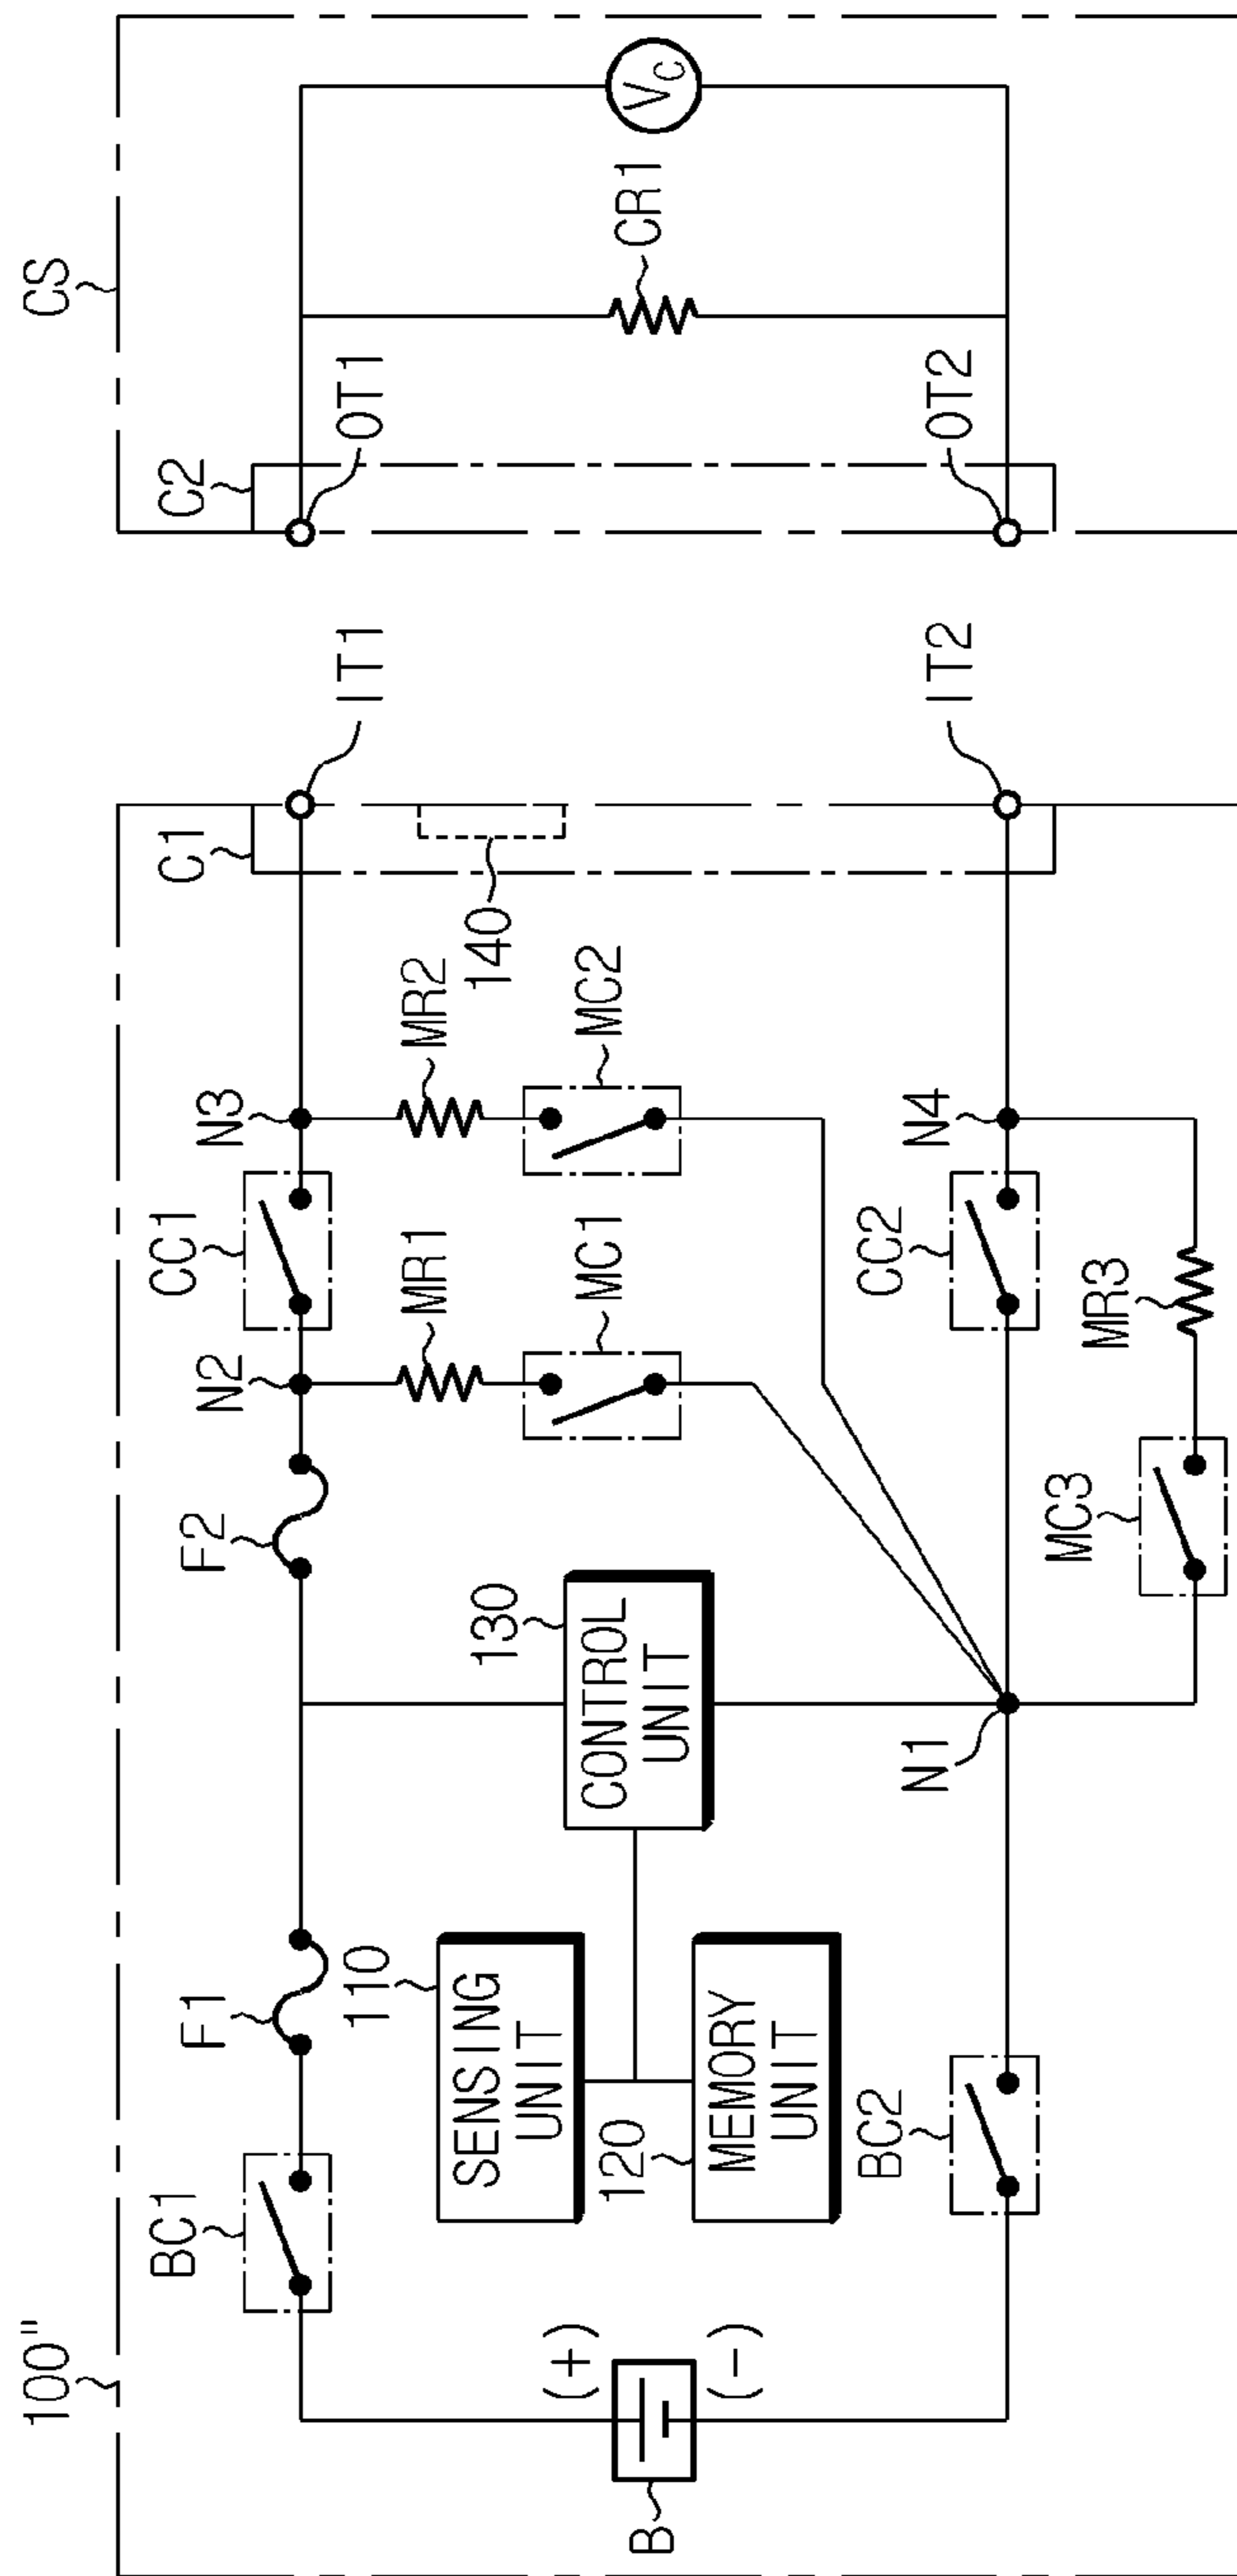 100"
CS
BC1
F1
F2
N2
CC1
N3
C1
C2
IT1
OT1
110
SENSING
UNIT
120
MEMORY
UNIT
130
CONTROL
UNIT
MR1
MC1
MR2
MC2
140
CR1
VC
B
(+)
(-)
BC2
N1
CC2
N4
IT2
OT2
MC3
MR3